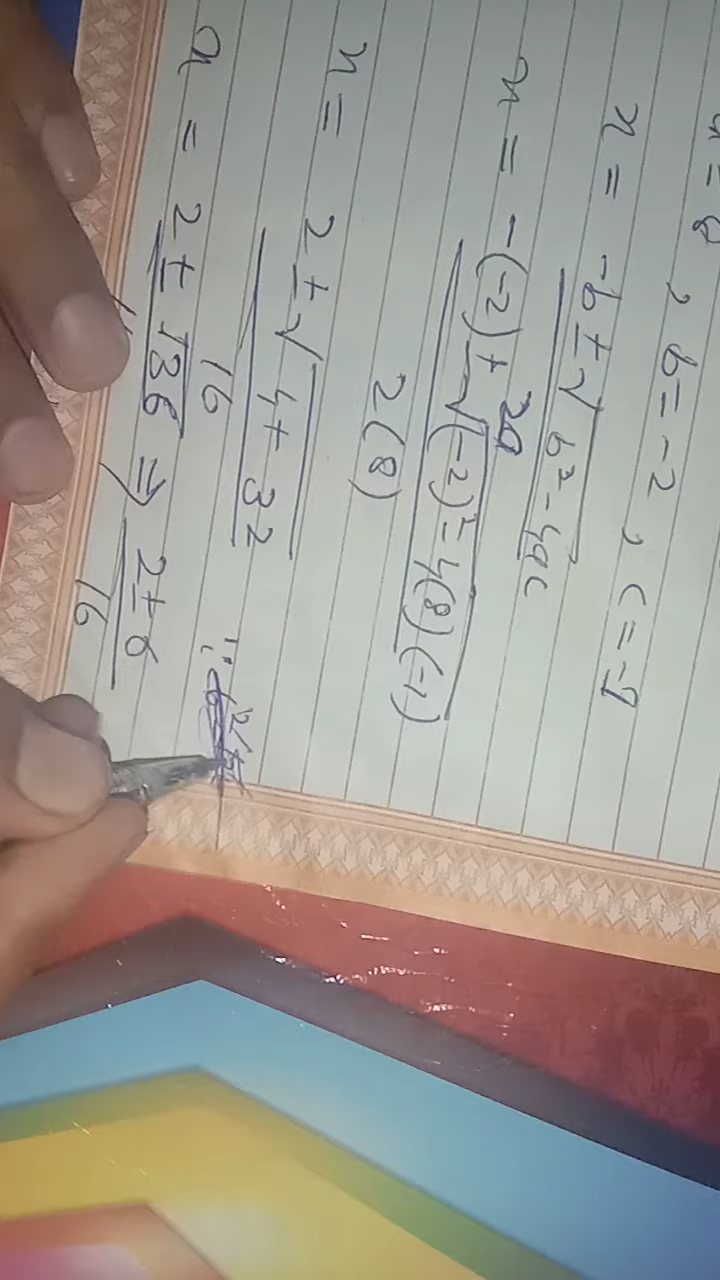 a = 8, b = -2, c = -1
x = -b ± √b² - 4ac
2a
x = -(-2) ± √(-2)² - 4(8)(-1)
2(8)
x = 2 ± √4 + 32
16
x = 2 ± √36 ⇒ 2 ± 6
16